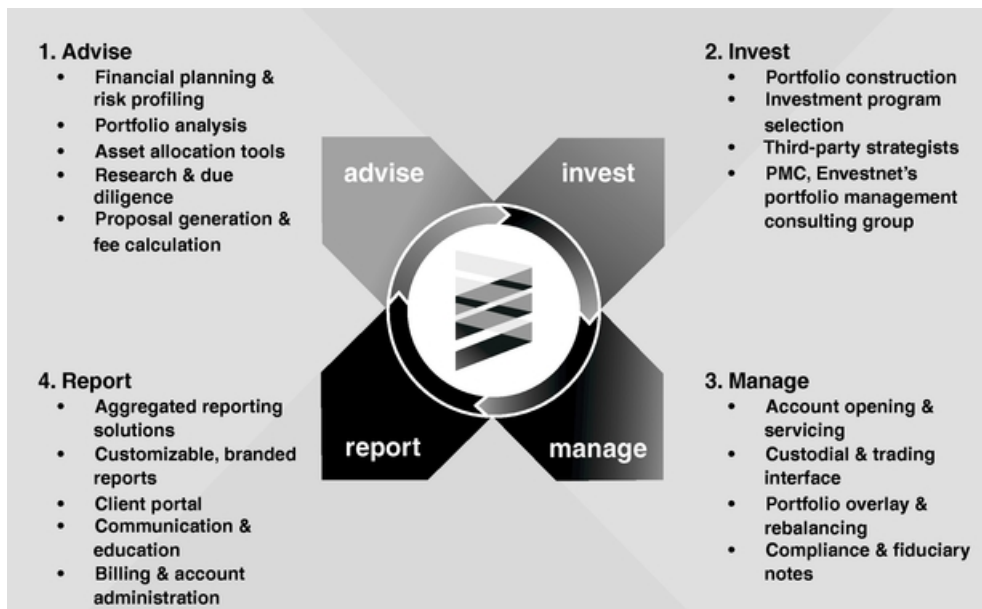 1. Advise
• Financial planning &
risk profiling
• Portfolio analysis
• Asset allocation tools
• Research & due
diligence
• Proposal generation &
fee calculation
2. Invest
• Portfolio construction
• Investment program
selection
• Third-party strategists
• PMC, Envestnet's
portfolio management
consulting group
advise
invest
report
manage
4. Report
• Aggregated reporting
solutions
• Customizable, branded
reports
• Client portal
• Communication &
education
• Billing & account
administration
3. Manage
• Account opening &
servicing
• Custodial & trading
interface
• Portfolio overlay &
rebalancing
• Compliance & fiduciary
notes